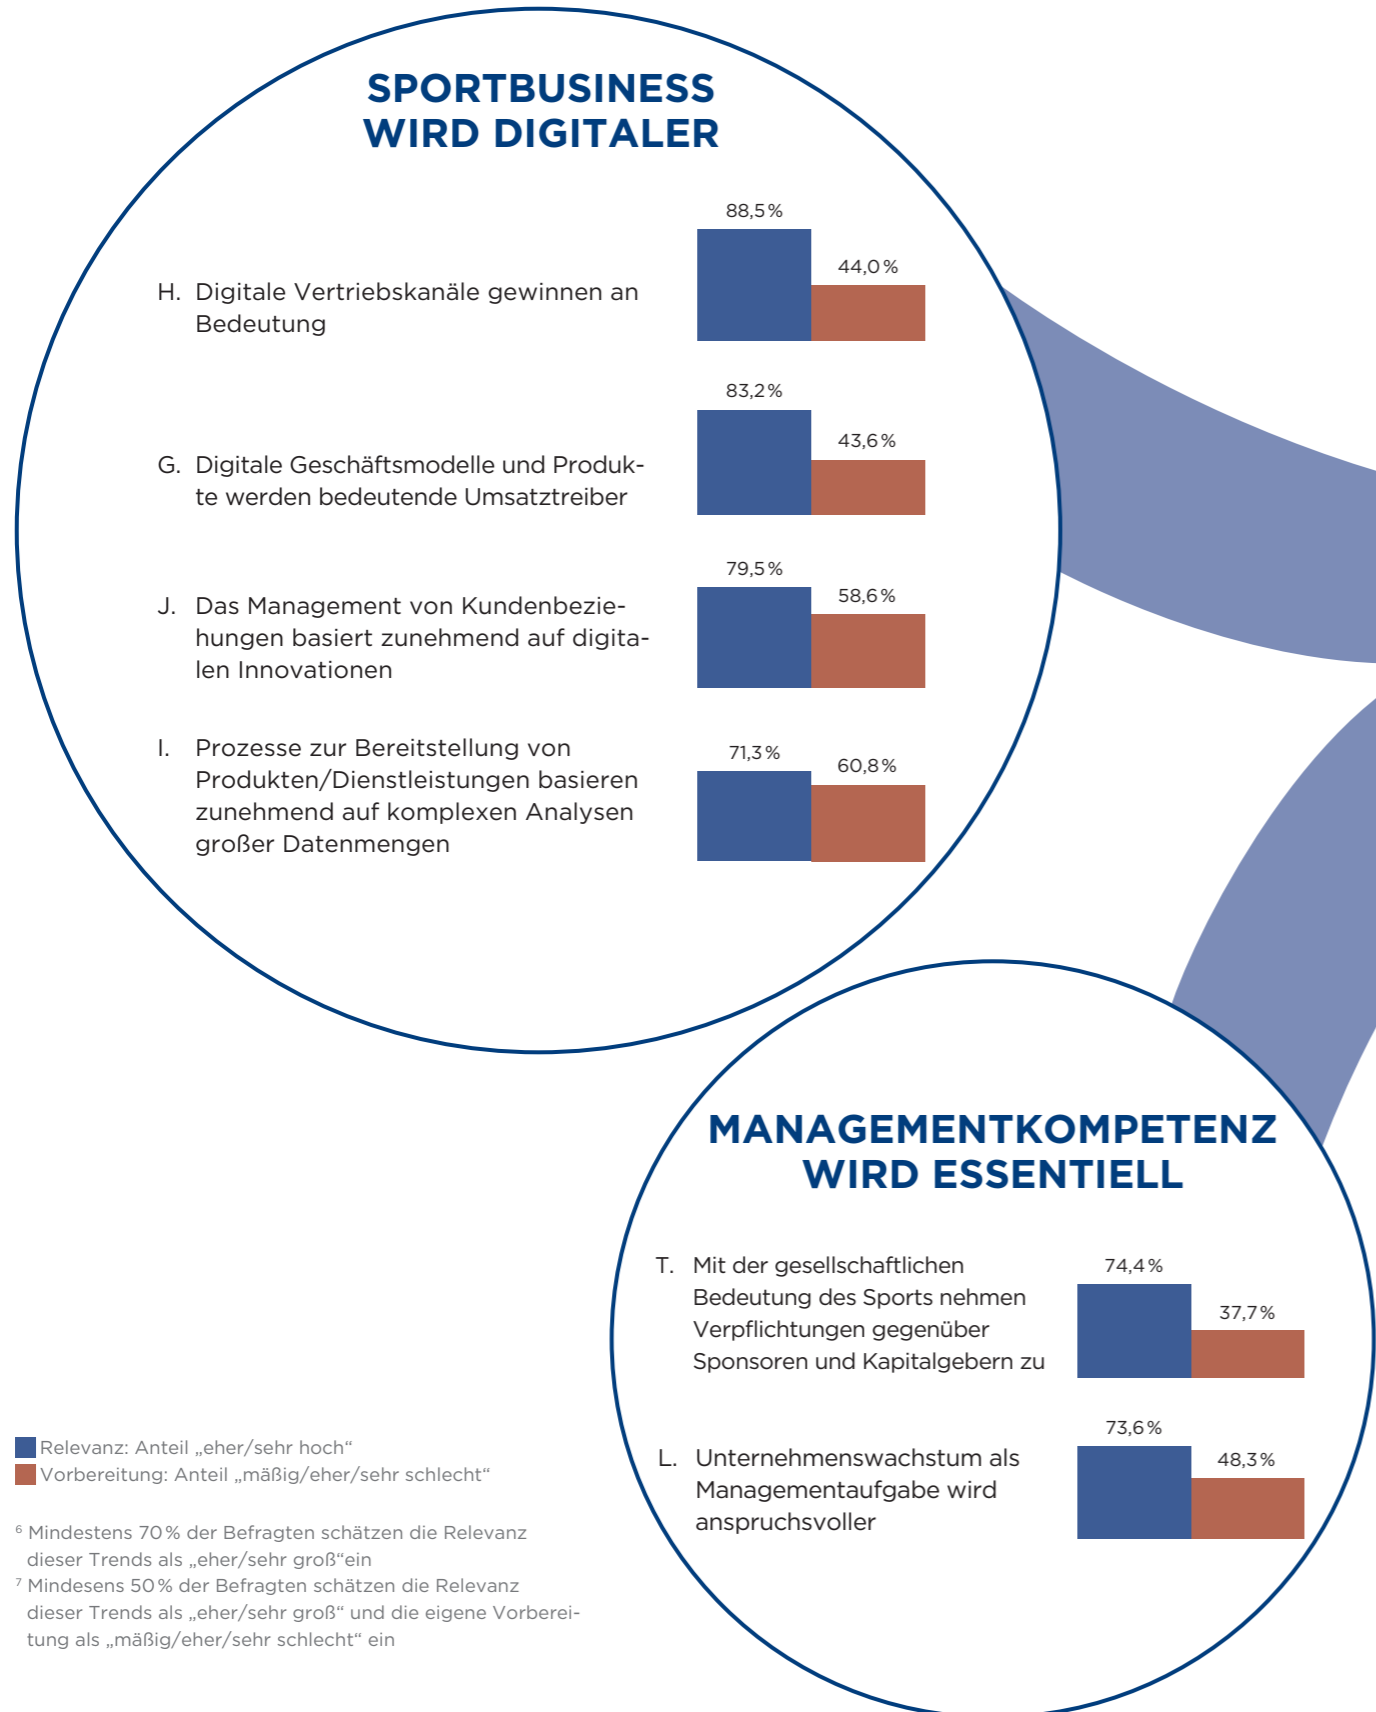 SPORTBUSINESS
WIRD DIGITALER
88,5 %
44,0 %
H. Digitale Vertriebskanäle gewinnen an
Bedeutung
83,2 %
43,6 %
G. Digitale Geschäftsmodelle und Produk-
te werden bedeutende Umsatztreiber
79,5 %
58,6 %
J. Das Management von Kundenbezie-
hungen basiert zunehmend auf digita-
len Innovationen
71,3 %
60,8 %
I. Prozesse zur Bereitstellung von
Produkten/Dienstleistungen basieren
zunehmend auf komplexen Analysen
großer Datenmengen
MANAGEMENTKOMPETENZ
WIRD ESSENTIELL
T. Mit der gesellschaftlichen
Bedeutung des Sports nehmen
Verpflichtungen gegenüber
Sponsoren und Kapitalgebern zu
74,4 %
37,7 %
L. Unternehmenswachstum als
Managementaufgabe wird
anspruchsvoller
73,6 %
48,3 %
Relevanz: Anteil „eher/sehr hoch“
Vorbereitung: Anteil „mäßig/eher/sehr schlecht“
⁶ Mindestens 70 % der Befragten schätzen die Relevanz
dieser Trends als „eher/sehr groß“ein
⁷ Mindesens 50 % der Befragten schätzen die Relevanz
dieser Trends als „eher/sehr groß“ und die eigene Vorberei-
tung als „mäßig/eher/sehr schlecht“ ein